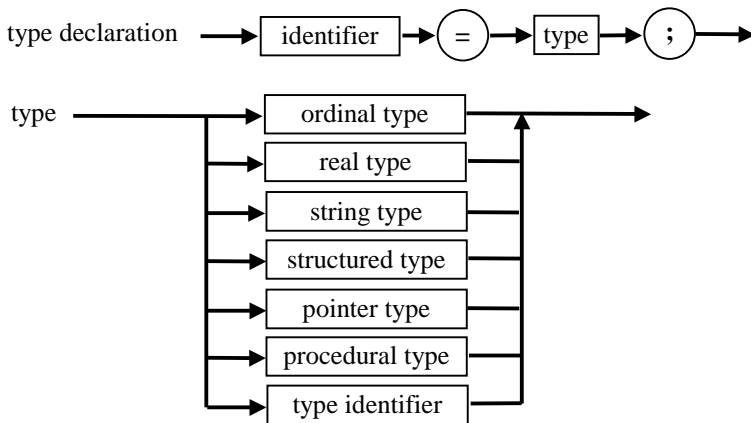 type declaration identifier = type ;
type ordinal type
real type
string type
structured type
pointer type
procedural type
type identifier